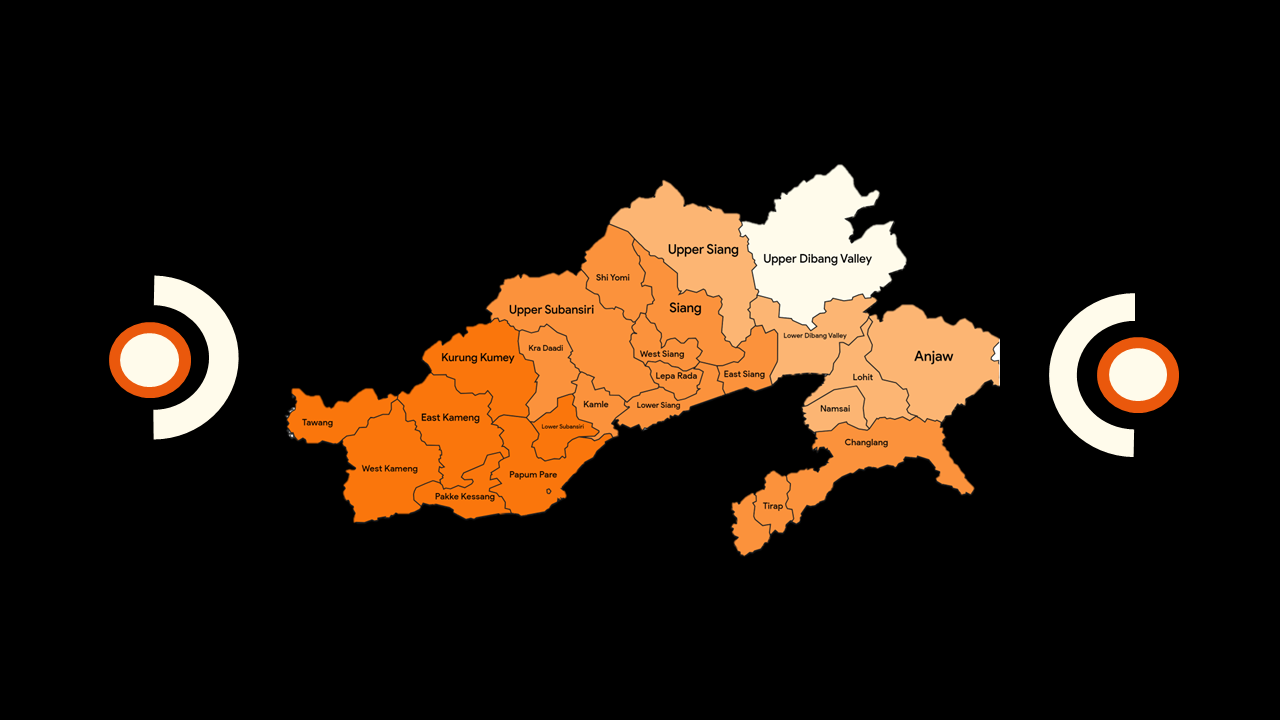 Upper Siang
Upper Dibang Valley
Shi Yomi
Upper Subansiri
Siang
Lower Dibang Valley
Kra Daadi
West Siang
Kurung Kumey
Anjaw
Lepa Rada
East Siang
Lohit
Kamle
Lower Siang
Namsai
Tawang
East Kameng
Lower Subansiri
Changlang
West Kameng
Papum Pare
Pakke Kessang
Tirap